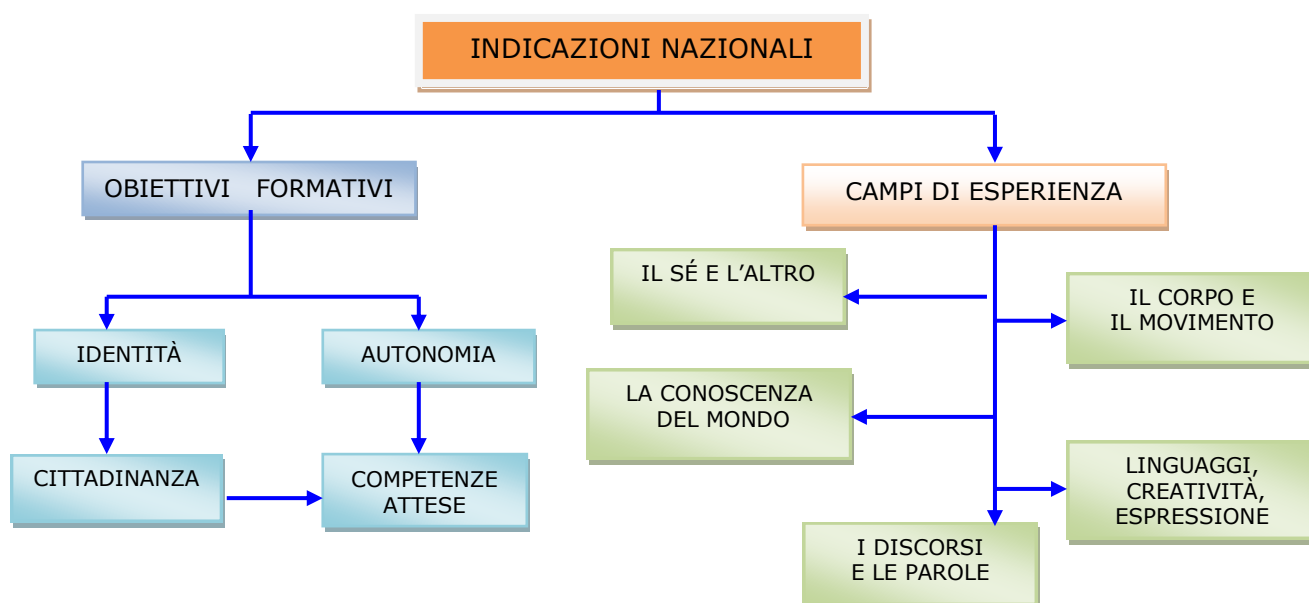 INDICAZIONI NAZIONALI
OBIETTIVI FORMATIVI
CAMPI DI ESPERIENZA
IL SÉ E L’ALTRO
IL CORPO E
IL MOVIMENTO
IDENTITÀ
AUTONOMIA
LA CONOSCENZA
DEL MONDO
CITTADINANZA
COMPETENZE
ATTESE
LINGUAGGI,
CREATIVITÀ,
ESPRESSIONE
I DISCORSI
E LE PAROLE